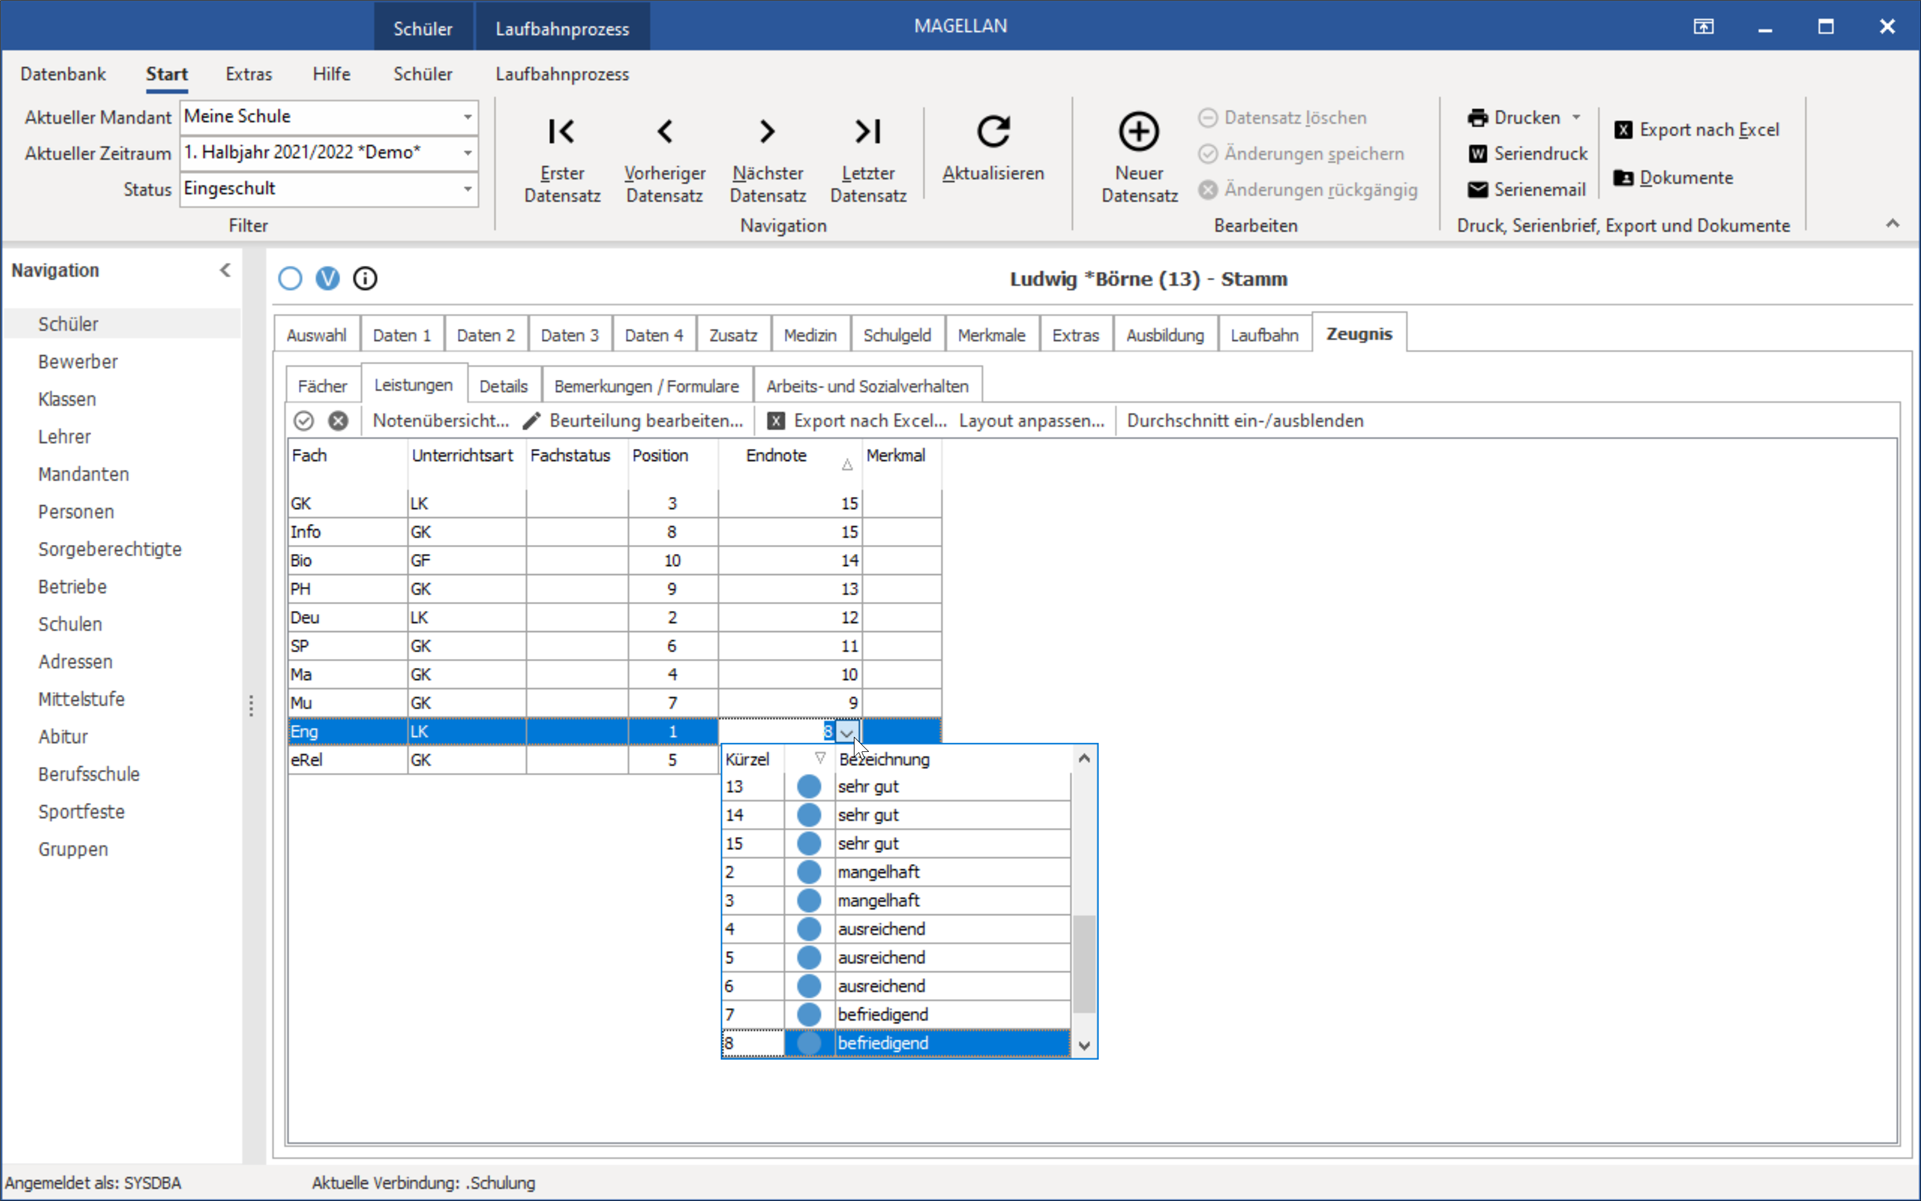 Schüler Laufbahnprozess MAGELLAN
Datenbank Start Extras Hilfe Schüler Laufbahnprozess
Aktueller Mandant Meine Schule
Aktueller Zeitraum 1. Halbjahr 2021/2022 *Demo*
Status Eingeschult
Filter
Erster Datensatz
Vorheriger Datensatz
Nächster Datensatz
Letzter Datensatz
Aktualisieren
Navigation
Neuer Datensatz
Datensatz löschen
Änderungen speichern
Änderungen rückgängig
Bearbeiten
Drucken
Seriendruck
Serienemail
Export nach Excel
Dokumente
Druck, Serienbrief, Export und Dokumente
Navigation
Schüler
Bewerber
Klassen
Lehrer
Mandanten
Personen
Sorgeberechtigte
Betriebe
Schulen
Adressen
Mittelstufe
Abitur
Berufsschule
Sportfeste
Gruppen
V
Ludwig *Börne (13) - Stamm
Auswahl Daten 1 Daten 2 Daten 3 Daten 4 Zusatz Medizin Schulgeld Merkmale Extras Ausbildung Laufbahn Zeugnis
Fächer Leistungen Details Bemerkungen / Formulare Arbeits- und Sozialverhalten
Notenübersicht... Beurteilung bearbeiten... X Export nach Excel... Layout anpassen... Durchschnitt ein-/ausblenden
Fach Unterrichtsart Fachstatus Position Endnote Merkmal
GK LK 3 15
Info GK 8 15
Bio GF 10 14
PH GK 9 13
Deu LK 2 12
SP GK 6 11
Ma GK 4 10
Mu GK 7 9
Eng LK 1 8
eRel GK 5
Kürzel Bezeichnung
13 sehr gut
14 sehr gut
15 sehr gut
2 mangelhaft
3 mangelhaft
4 ausreichend
5 ausreichend
6 ausreichend
7 befriedigend
8 befriedigend
Angemeldet als: SYSDBA Aktuelle Verbindung: .Schulung